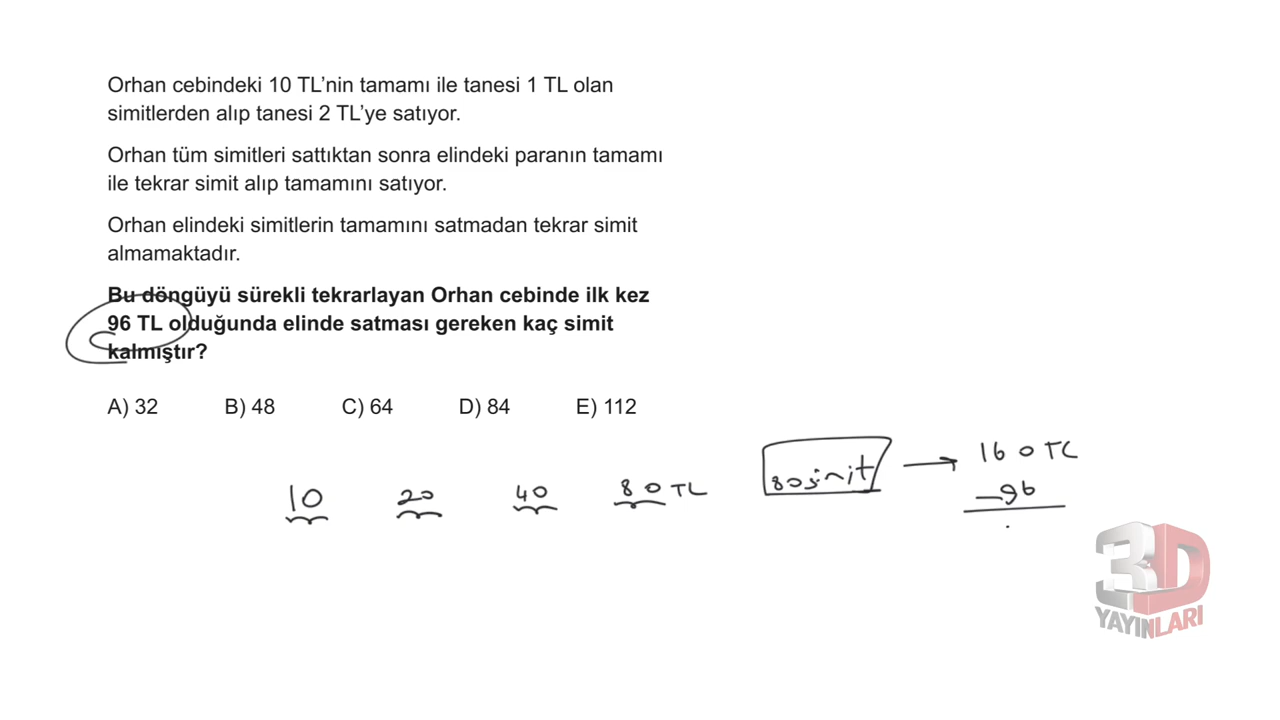 Orhan cebindeki 10 TL’nin tamamı ile tanesi 1 TL olan
simitlerden alıp tanesi 2 TL’ye satıyor.
Orhan tüm simitleri sattıktan sonra elindeki paranın tamamı
ile tekrar simit alıp tamamını satıyor.
Orhan elindeki simitlerin tamamını satmadan tekrar simit
almamaktadır.
Bu döngüyü sürekli tekrarlayan Orhan cebinde ilk kez
96 TL olduğunda elinde satması gereken kaç simit
kalmıştır?
A) 32 B) 48 C) 64 D) 84 E) 112
10 20 40 80 TL 80 simit → 160 TL
-96
3D
YAYINLARI